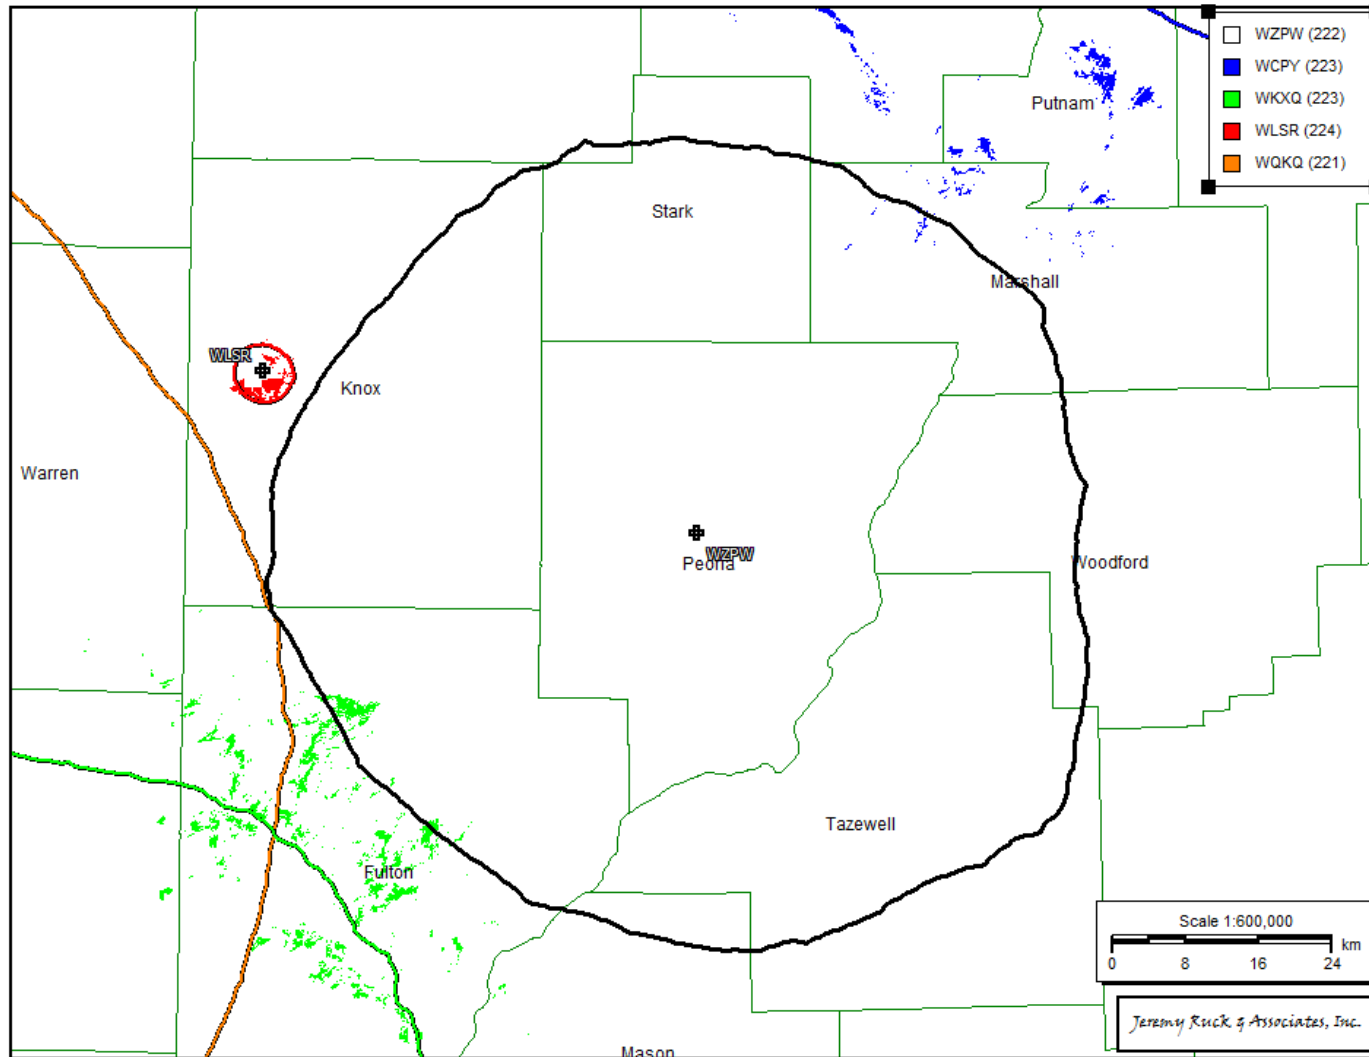 WZPW (222)
WCPY (223)
WKXQ (223)
WLSR (224)
WQKQ (221)
Putnam
Stark
Marshall
WLSR
Knox
Warren
WZPW
Peoria
Woodford
Tazewell
Fulton
Scale 1:600,000
km
0 8 16 24
Jeremy Ruck & Associates, Inc.
Mason